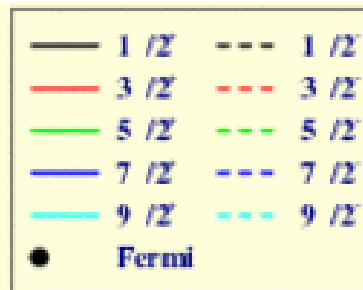 1 /2⁺ 1 /2⁻
3 /2⁺ 3 /2⁻
5 /2⁺ 5 /2⁻
7 /2⁺ 7 /2⁻
9 /2⁺ 9 /2⁻
Fermi